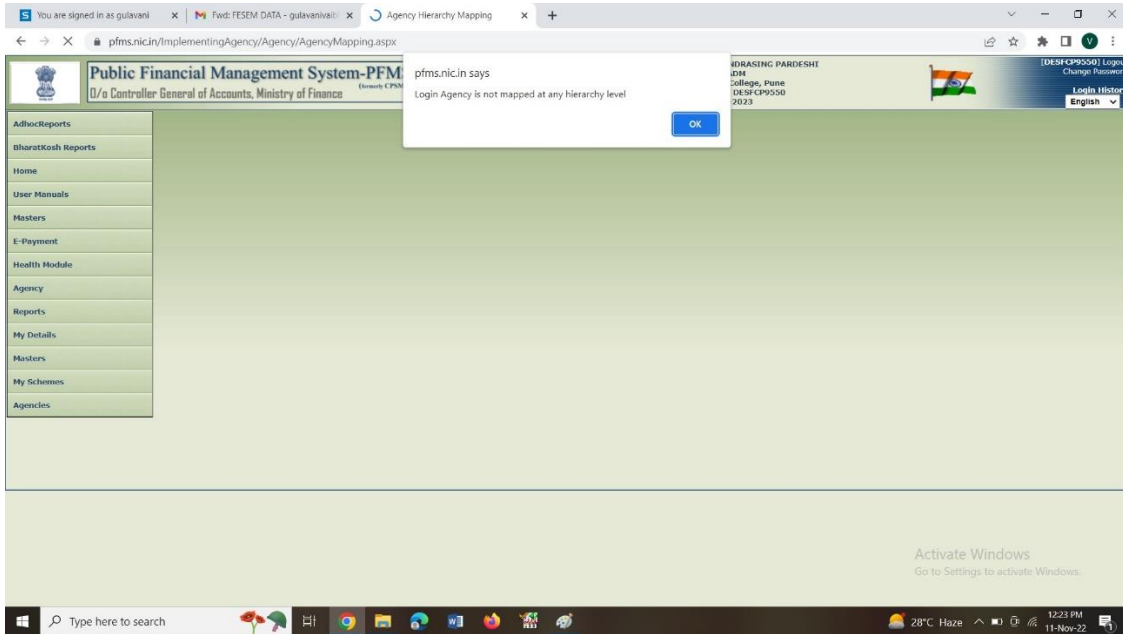 You are signed in as gulavani
Fwd: FESEM DATA - gulavanivaib
Agency Hierarchy Mapping
pfms.nic.in/ImplementingAgency/Agency/AgencyMapping.aspx
Public Financial Management System-PFM
O/o Controller General of Accounts, Ministry of Finance
(formerly CPSM
pfms.nic.in says
Login Agency is not mapped at any hierarchy level
OK
NDRASING PARDESHI
ADM
College, Pune
DESFCP9550
-2023
[DESFCP9550] Logou
Change Passwor
Login Histor
English
AdhocReports
BharatKosh Reports
Home
User Manuals
Masters
E-Payment
Health Module
Agency
Reports
My Details
Masters
My Schemes
Agencies
Activate Windows
Go to Settings to activate Windows.
Type here to search
28°C Haze
12:23 PM
11-Nov-22